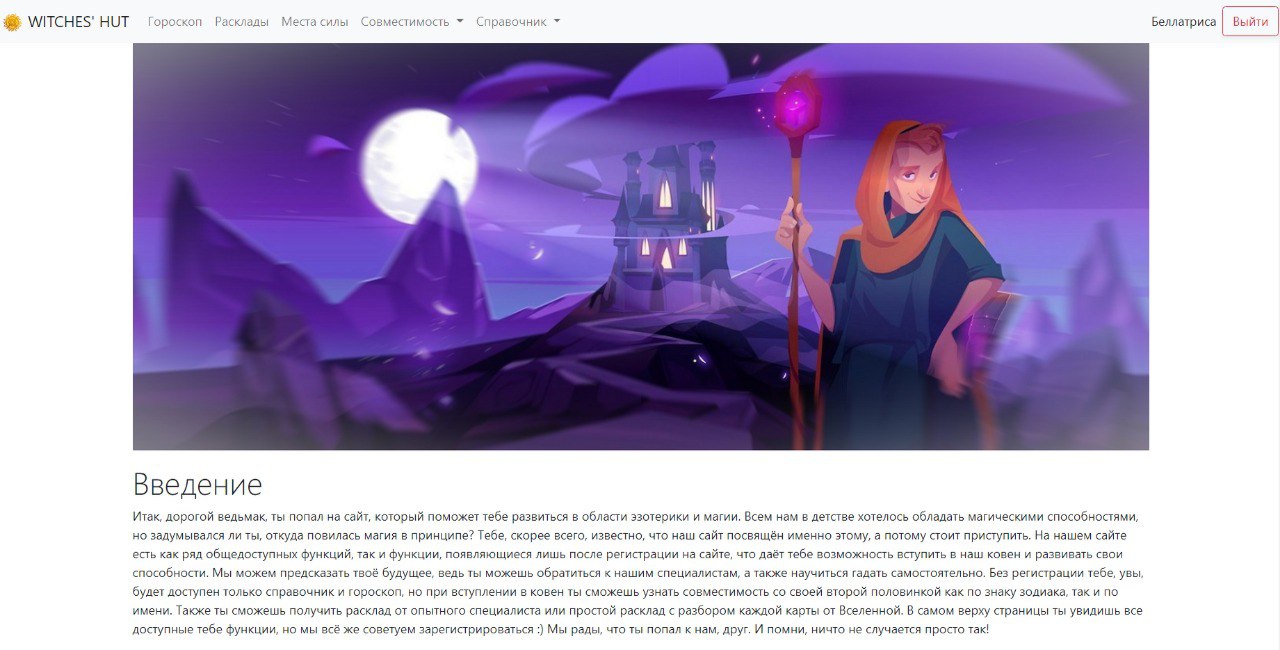 WITCHES' HUT Гороскоп Расклады Места силы Совместимость Справочник Беллатриса Выйти
Введение
Итак, дорогой ведьмак, ты попал на сайт, который поможет тебе развиться в области эзотерики и магии. Всем нам в детстве хотелось обладать магическими способностями,
но задумывался ли ты, откуда повилась магия в принципе? Тебе, скорее всего, известно, что наш сайт посвящён именно этому, а потому стоит приступить. На нашем сайте
есть как ряд общедоступных функций, так и функции, появляющиеся лишь после регистрации на сайте, что даёт тебе возможность вступить в наш ковен и развивать свои
способности. Мы можем предсказать твоё будущее, ведь ты можешь обратиться к нашим специалистам, а также научиться гадать самостоятельно. Без регистрации тебе, увы,
будет доступен только справочник и гороскоп, но при вступлении в ковен ты сможешь узнать совместимость со своей второй половинкой как по знаку зодиака, так и по
имени. Также ты сможешь получить расклад от опытного специалиста или простой расклад с разбором каждой карты от Вселенной. В самом верху страницы ты увидишь все
доступные тебе функции, но мы всё же советуем зарегистрироваться :) Мы рады, что ты попал к нам, друг. И помни, ничто не случается просто так!